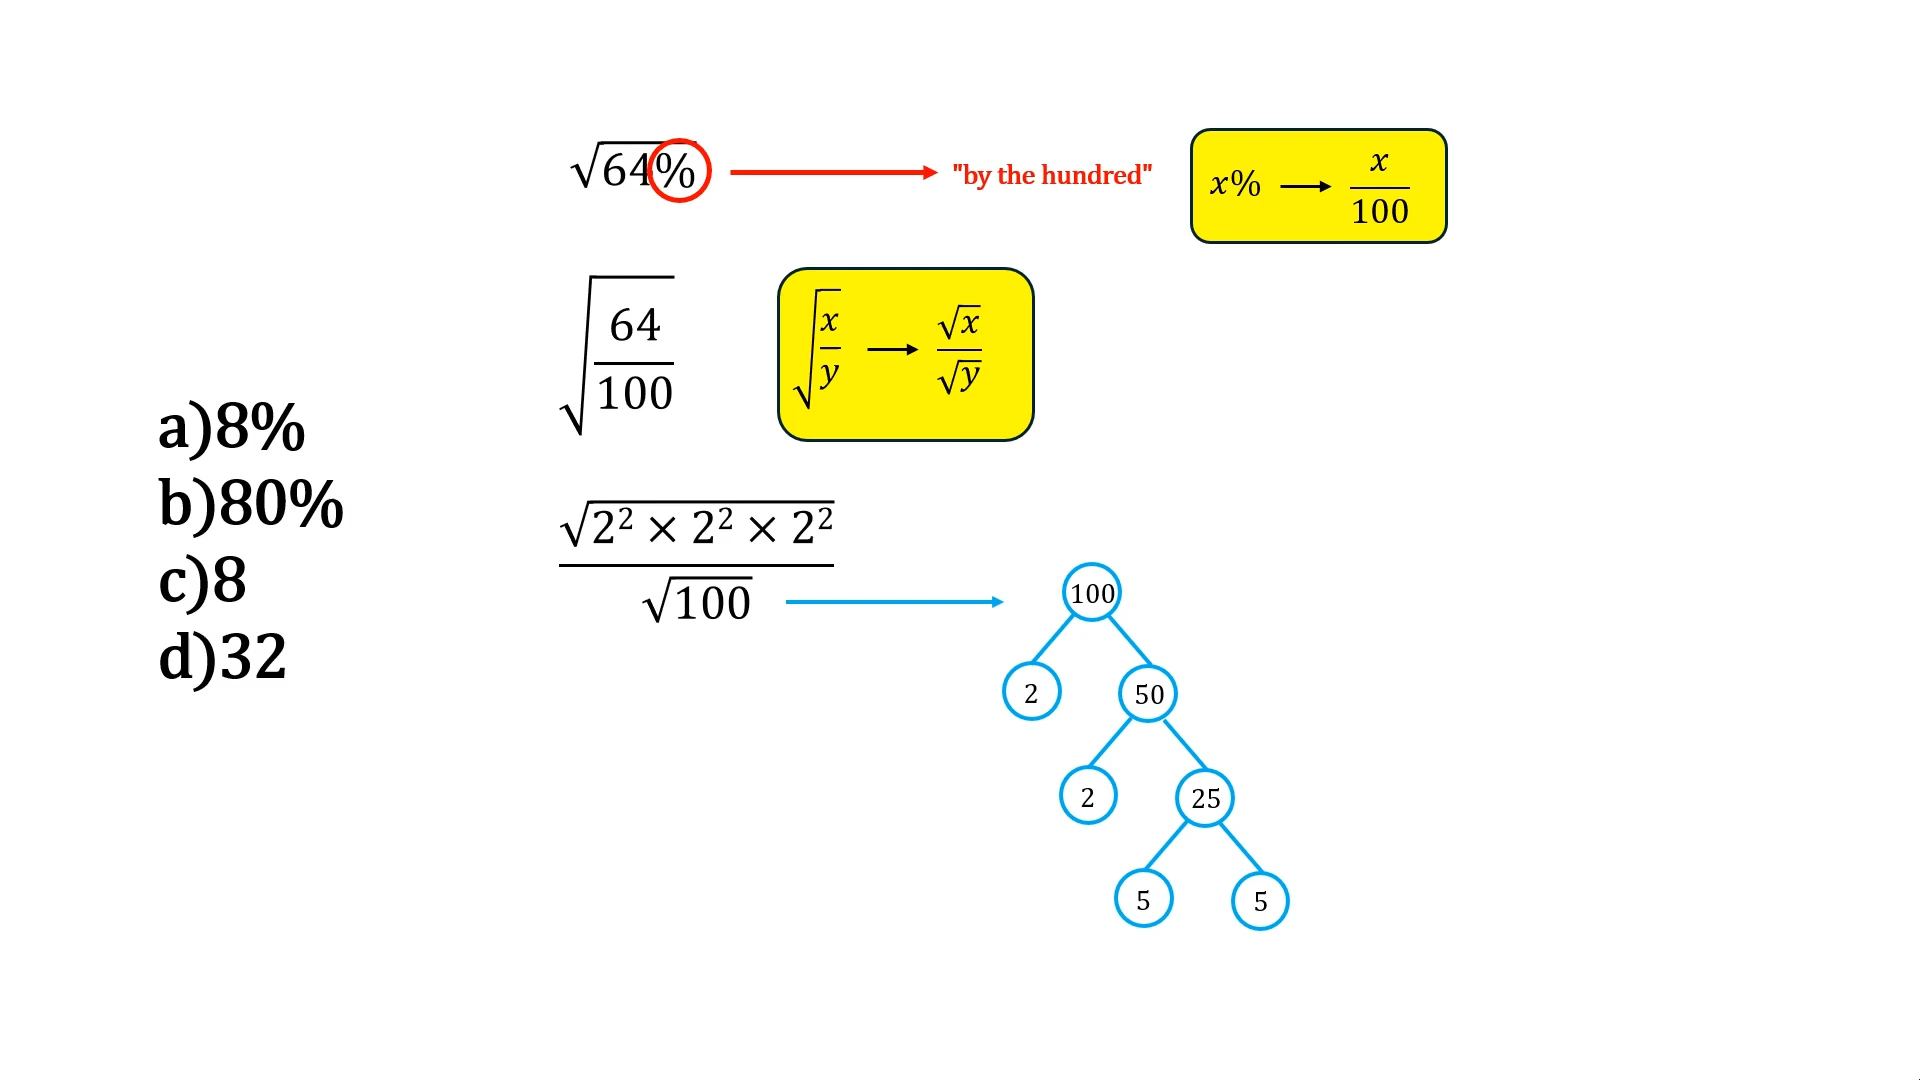 √64% → "by the hundred"
x% → x/100
√(64/100)
√(x/y) → √x/√y
a)8%
b)80%
c)8
d)32
√(2² × 2² × 2²)/√100 →
100
2 50
2 25
5 5